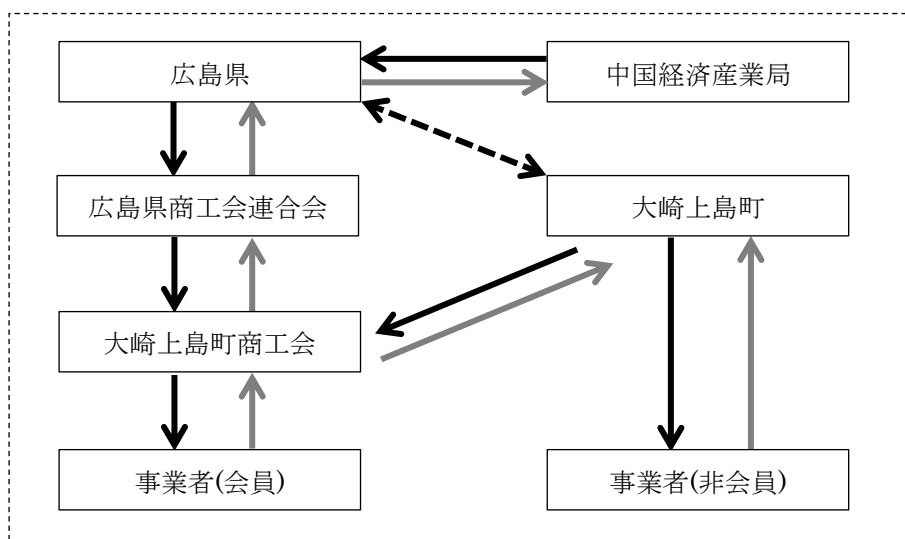 広島県
中国経済産業局
広島県商工会連合会
大崎上島町
大崎上島町商工会
事業者(会員)
事業者(非会員)